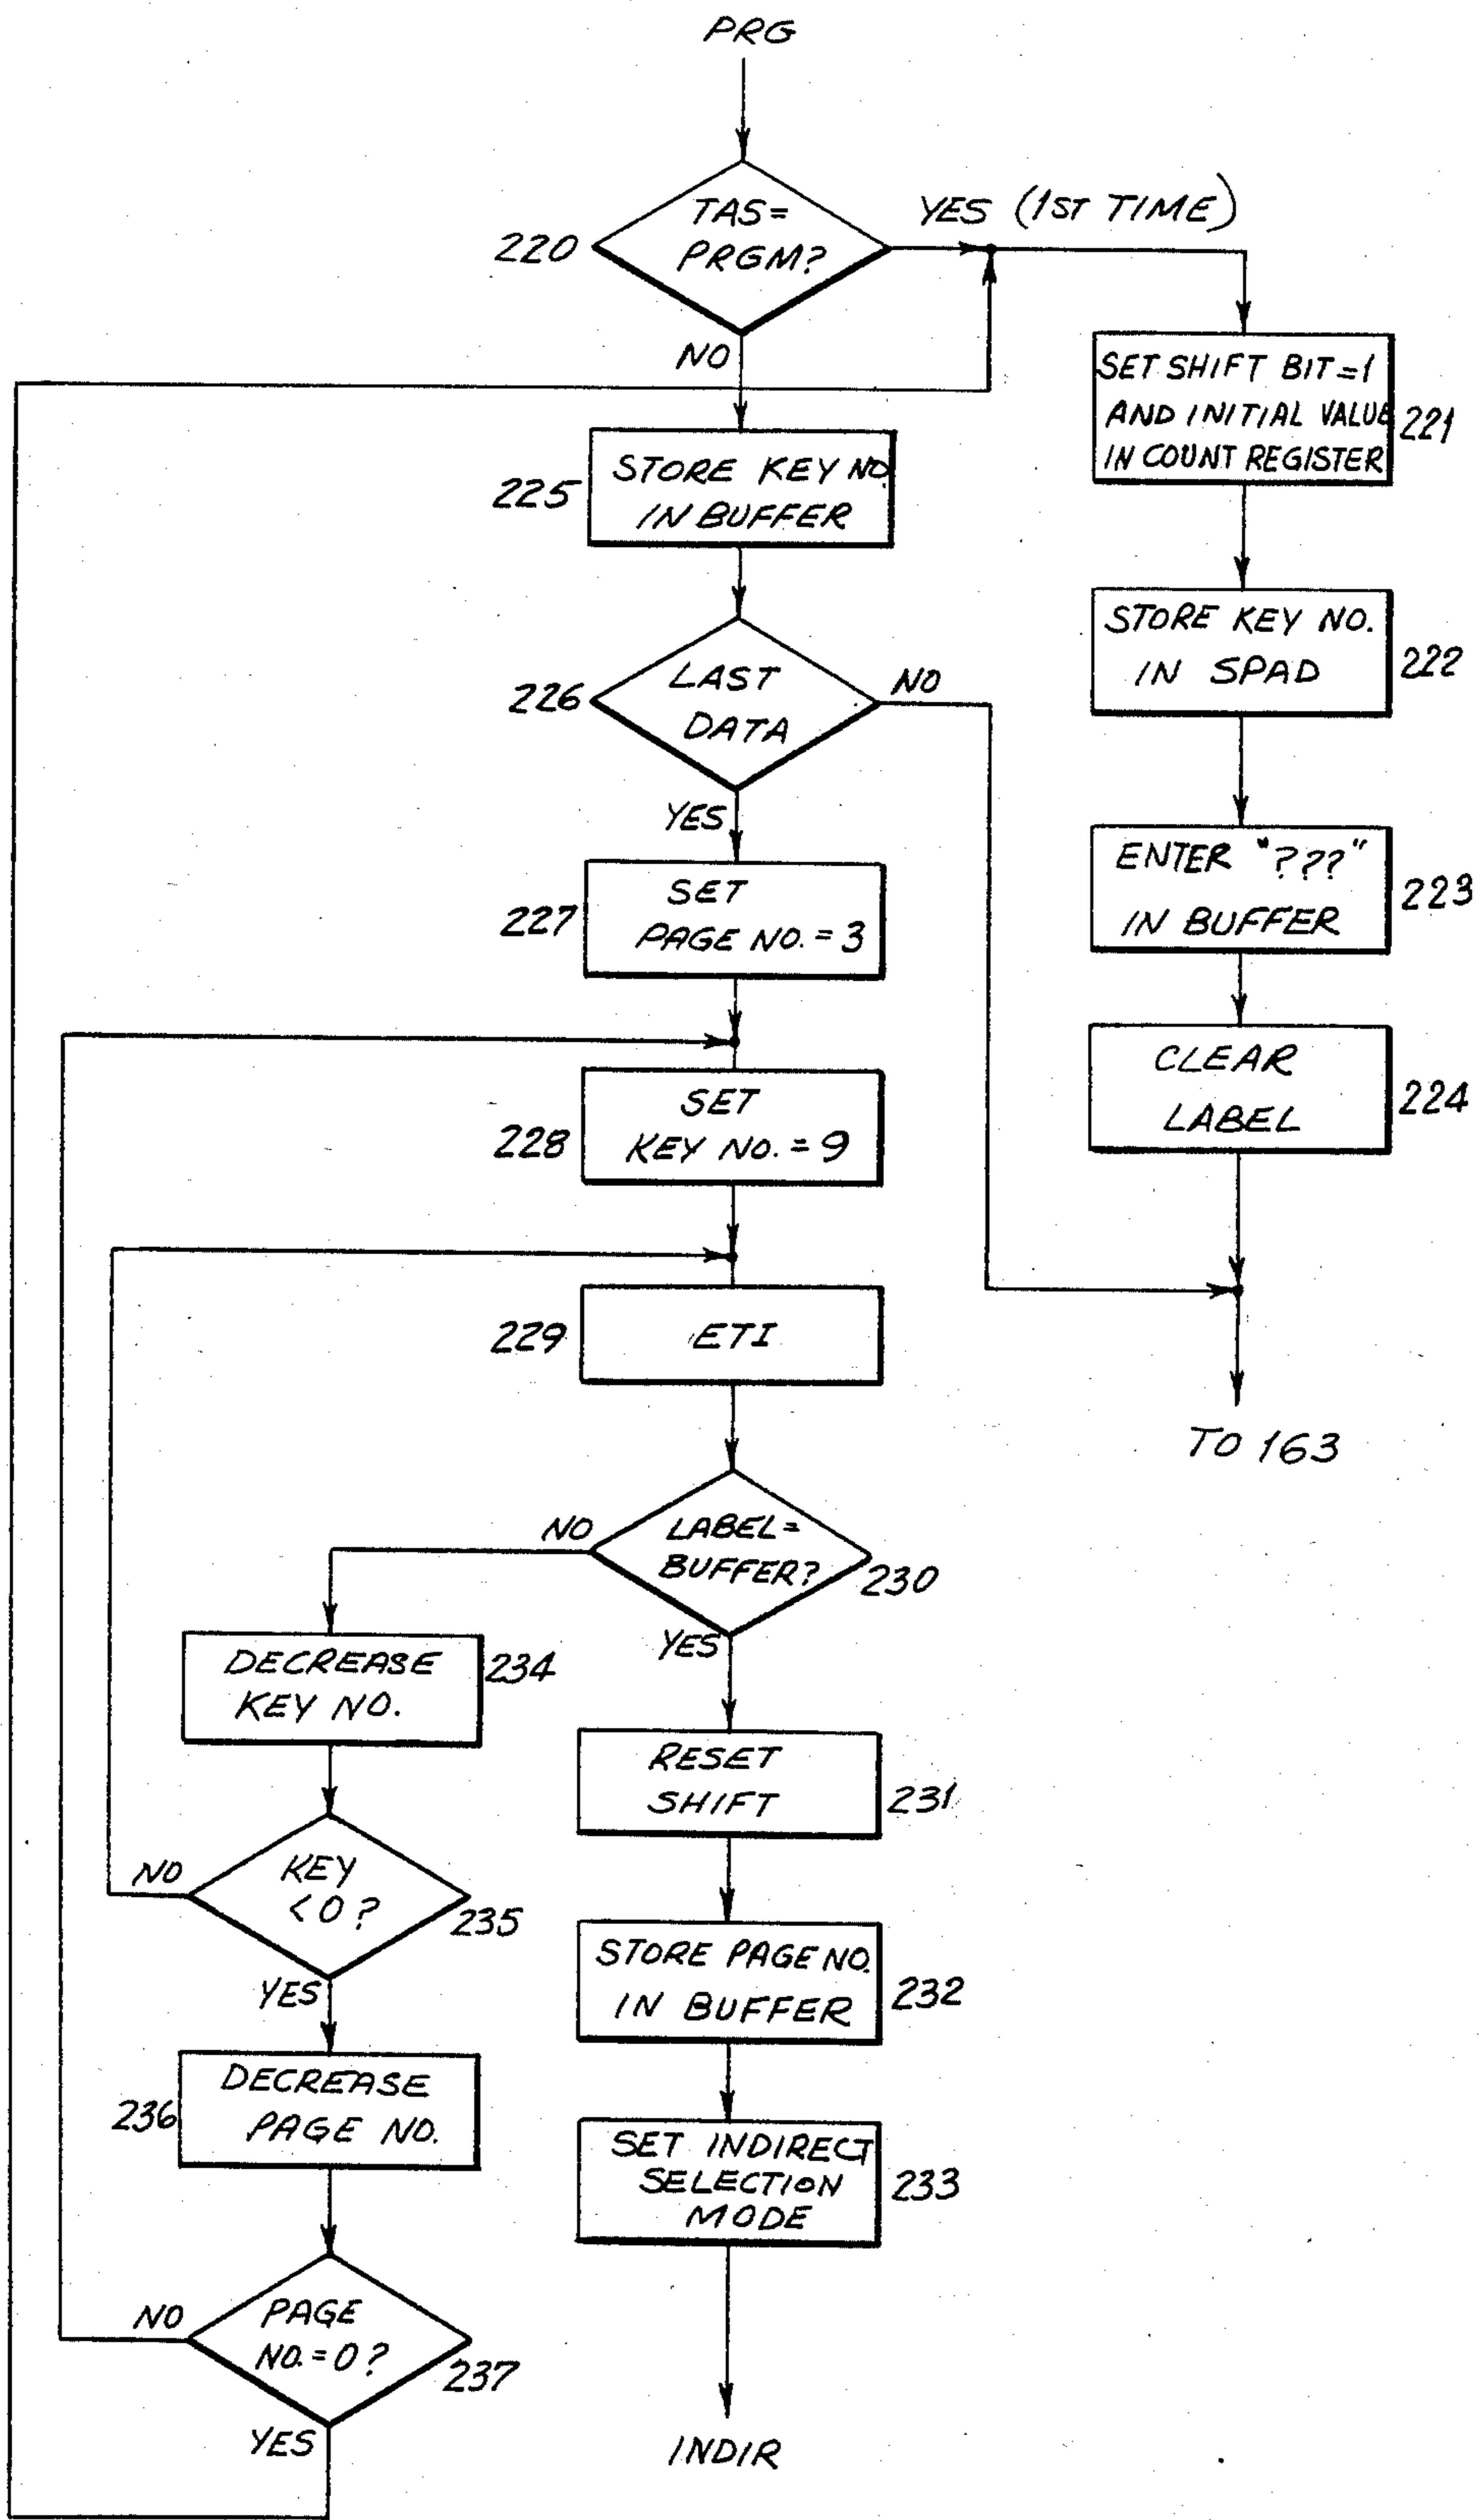 PRG
TAS=
PRGM?
220
YES (1ST TIME)
NO
SET SHIFT BIT=1
AND INITIAL VALUE
IN COUNT REGISTER
221
STORE KEY NO.
IN BUFFER
225
STORE KEY NO.
IN SPAD
222
LAST
DATA
226
NO
YES
ENTER "???"
IN BUFFER
223
SET
PAGE NO. = 3
227
CLEAR
LABEL
224
SET
KEY NO. = 9
228
ETI
229
TO 163
LABEL=
BUFFER?
230
NO
YES
DECREASE
KEY NO.
234
RESET
SHIFT
231
KEY
<0?
235
NO
YES
STORE PAGE NO.
IN BUFFER
232
DECREASE
PAGE NO.
236
SET INDIRECT
SELECTION
MODE
233
PAGE
NO.=0?
237
NO
YES
INDIR